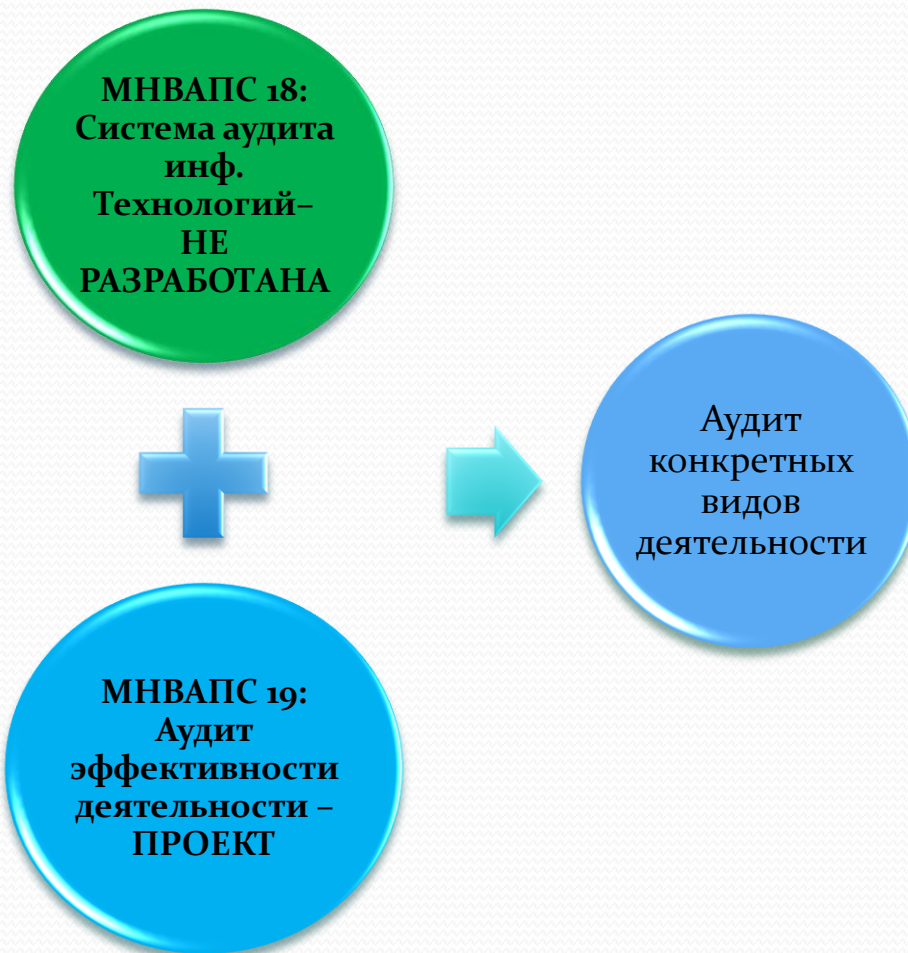 МНВАПС 18:
Система аудита
инф.
Технологий–
НЕ
РАЗРАБОТАНА
МНВАПС 19:
Аудит
эффективности
деятельности –
ПРОЕКТ
Аудит
конкретных
видов
деятельности